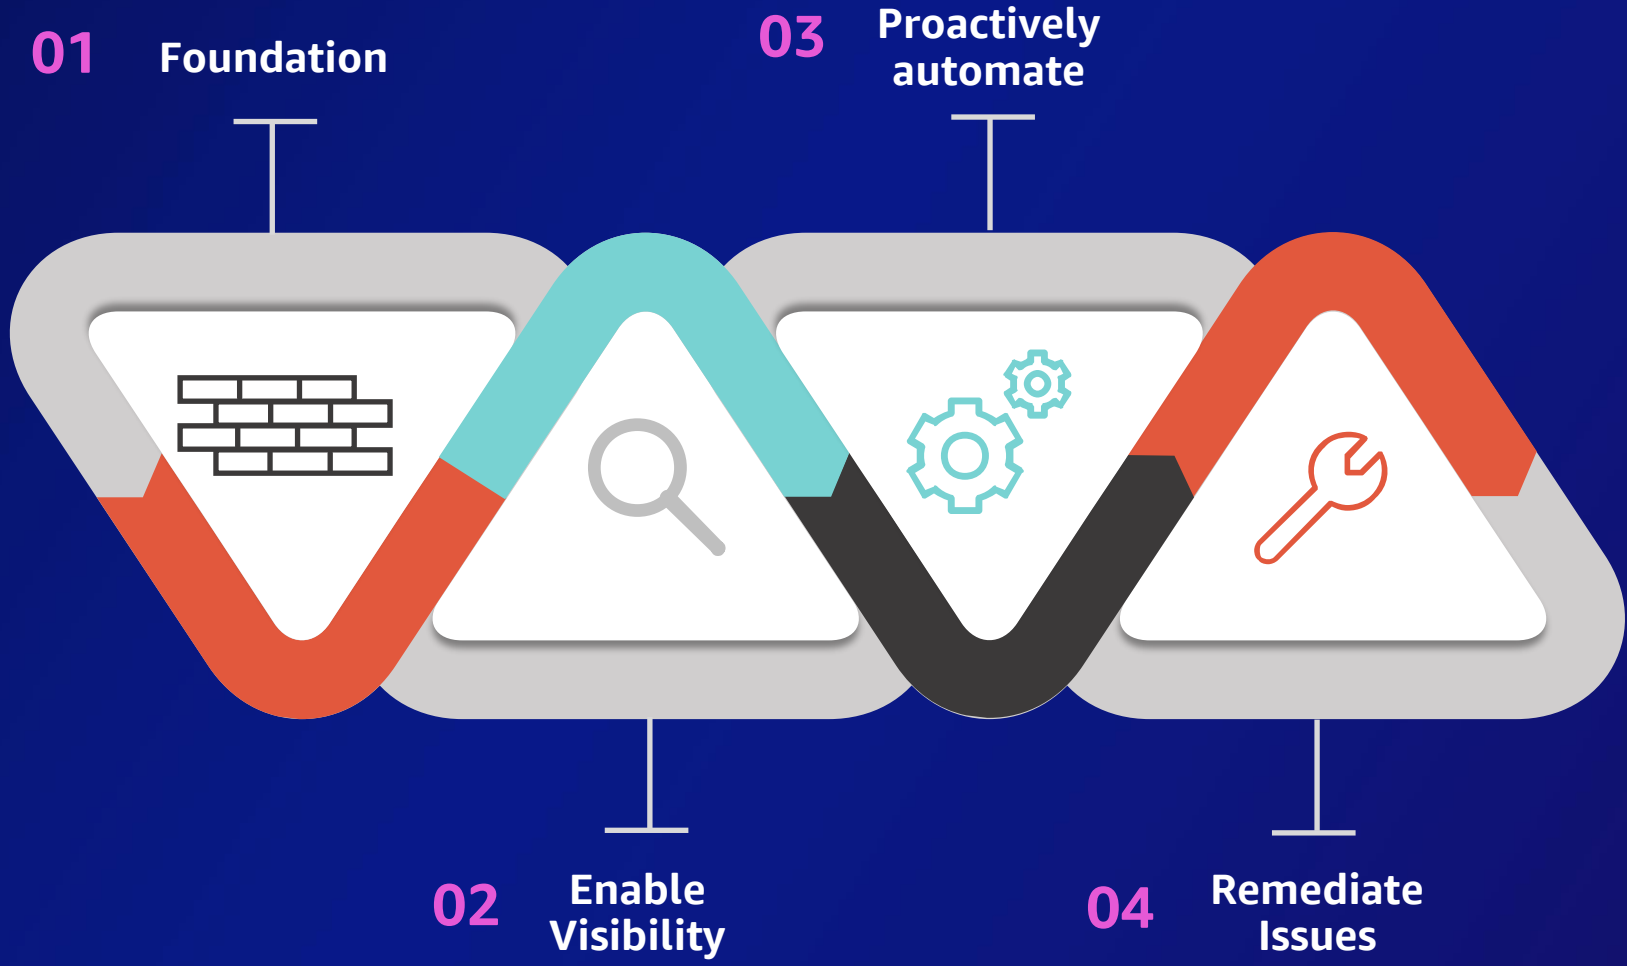 01
Foundation
02
Enable
Visibility
03
Proactively
automate
04
Remediate
Issues